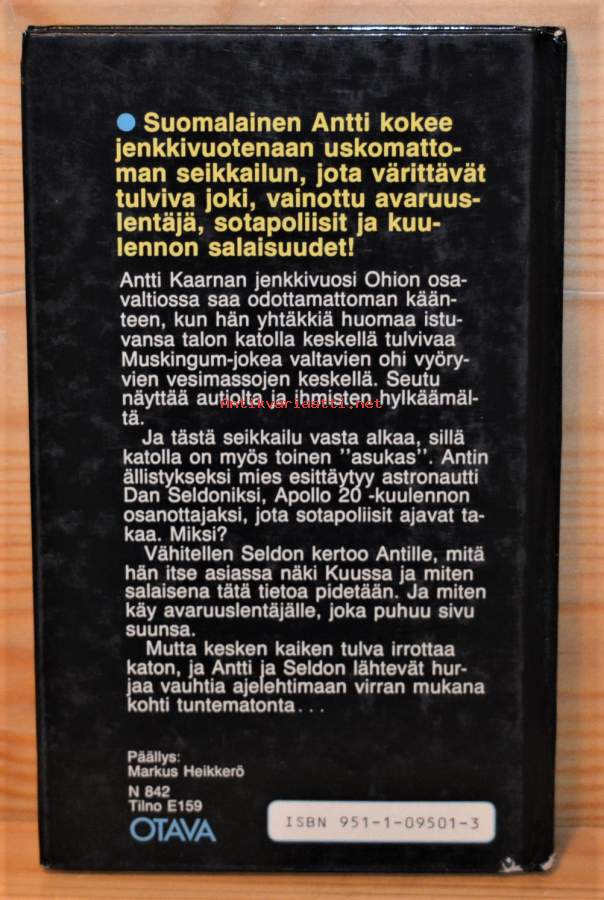 ● Suomalainen Antti kokee
jenkkivuotenaan uskomatto-
man seikkailun, jota värittävät
tulviva joki, vainottu avaruus-
lentäjä, sotapoliisit ja kuu-
lennon salaisuudet!
Antti Kaarnan jenkkivuosi Ohion osa-
valtiossa saa odottamattoman kään-
teen, kun hän yhtäkkiä huomaa istu-
vansa talon katolla keskellä tulvivaa
Muskingum-jokea valtavien ohi vyöry-
vien vesimassojen keskellä. Seutu
näyttää autiolta ja ihmisten hylkäämäl-
Antikvariaatti.net
tä.
Ja tästä seikkailu vasta alkaa, sillä
katolla on myös toinen "asukas". Antin
ällistykseksi mies esittäytyy astronautti
Dan Seldoniksi, Apollo 20 -kuulennon
osanottajaksi, jota sotapoliisit ajavat ta-
kaa. Miksi?
Vähitellen Seldon kertoo Antille, mitä
hän itse asiassa näki Kuussa ja miten
salaisena tätä tietoa pidetään. Ja miten
käy avaruuslentäjälle, joka puhuu sivu
suunsa.
Mutta kesken kaiken tulva irrottaa
katon, ja Antti ja Seldon lähtevät hur-
jaa vauhtia ajelehtimaan virran mukana
kohti tuntematonta...
Päällys:
Markus Heikkerö
N 842
Tilno E159
OTAVA
ISBN 951-1-09501-3